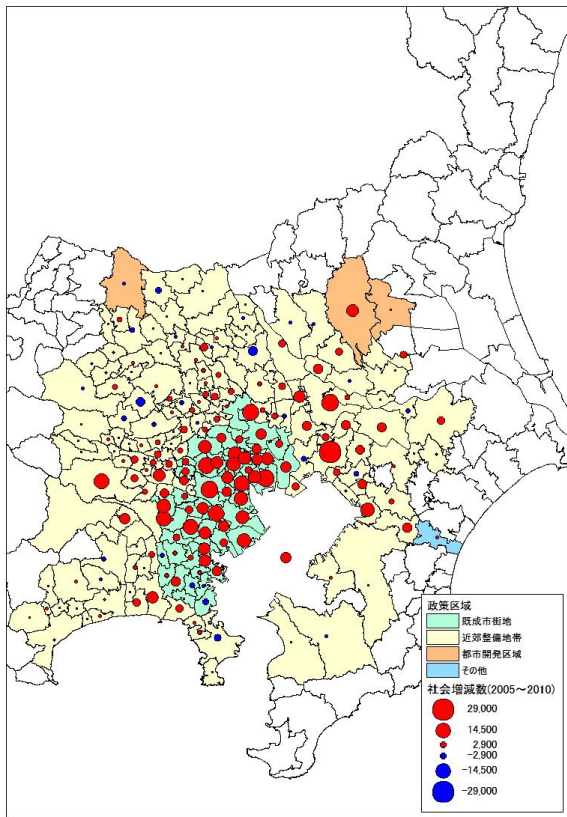 政策区域
既成市街地
近郊整備地帯
都市開発区域
その他
社会増減数(2005～2010)
29,000
14,500
2,900
-2,900
-14,500
-29,000